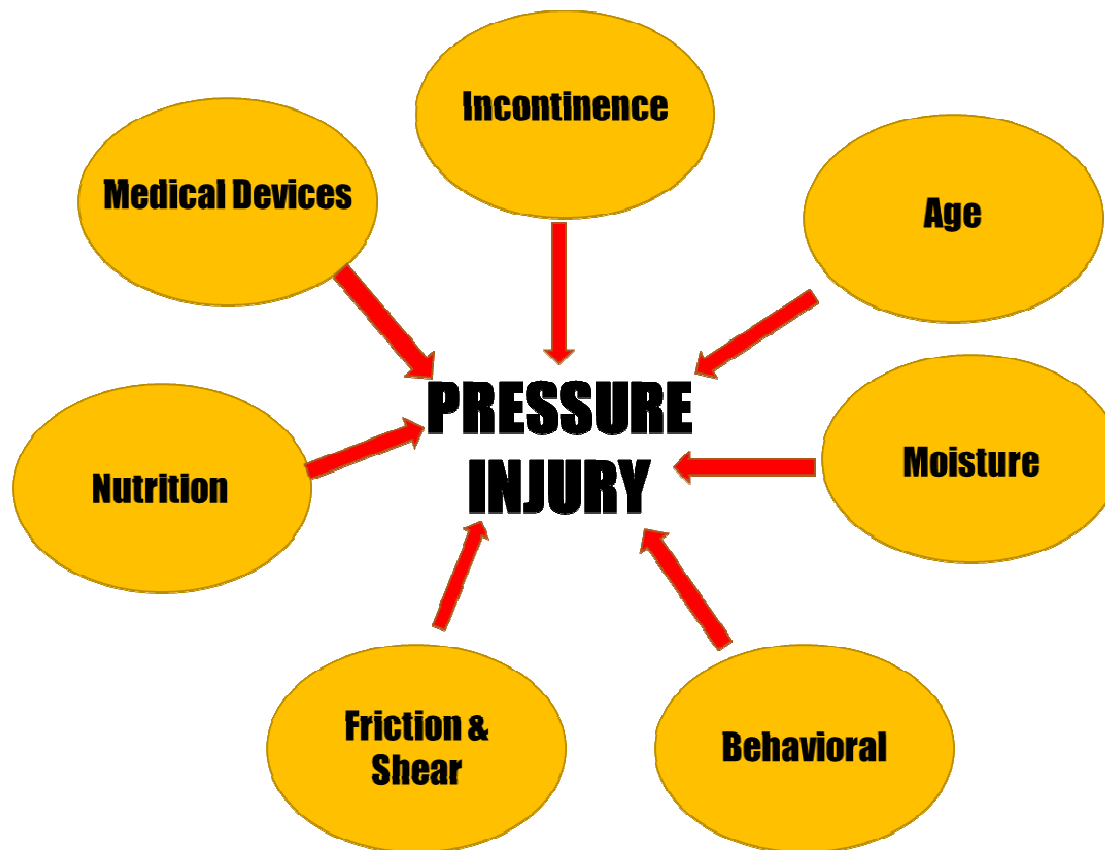 Incontinence
Medical Devices
Age
PRESSURE
INJURY
Moisture
Nutrition
Friction &
Shear
Behavioral